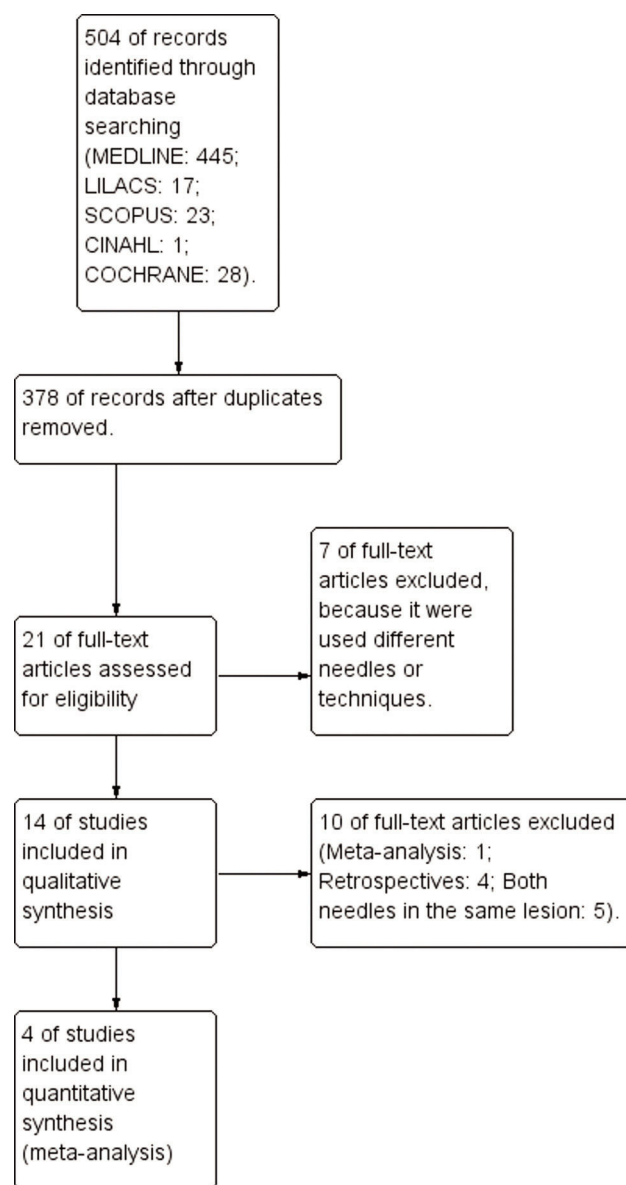 504 of records
identified through
database
searching
(MEDLINE: 445;
LILACS: 17;
SCOPUS: 23;
CINAHL: 1;
COCHRANE: 28).
378 of records after duplicates
removed.
7 of full-text
articles excluded,
because it were
used different
needles or
techniques.
21 of full-text
articles assessed
for eligibility
14 of studies
included in
qualitative
synthesis
10 of full-text articles excluded
(Meta-analysis: 1;
Retrospectives: 4; Both
needles in the same lesion: 5).
4 of studies
included in
quantitative
synthesis
(meta-analysis)